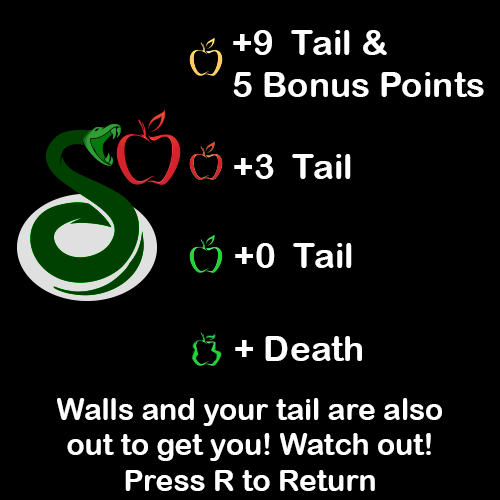 +9 Tail &
5 Bonus Points
+3 Tail
+0 Tail
+ Death
Walls and your tail are also
out to get you! Watch out!
Press R to Return